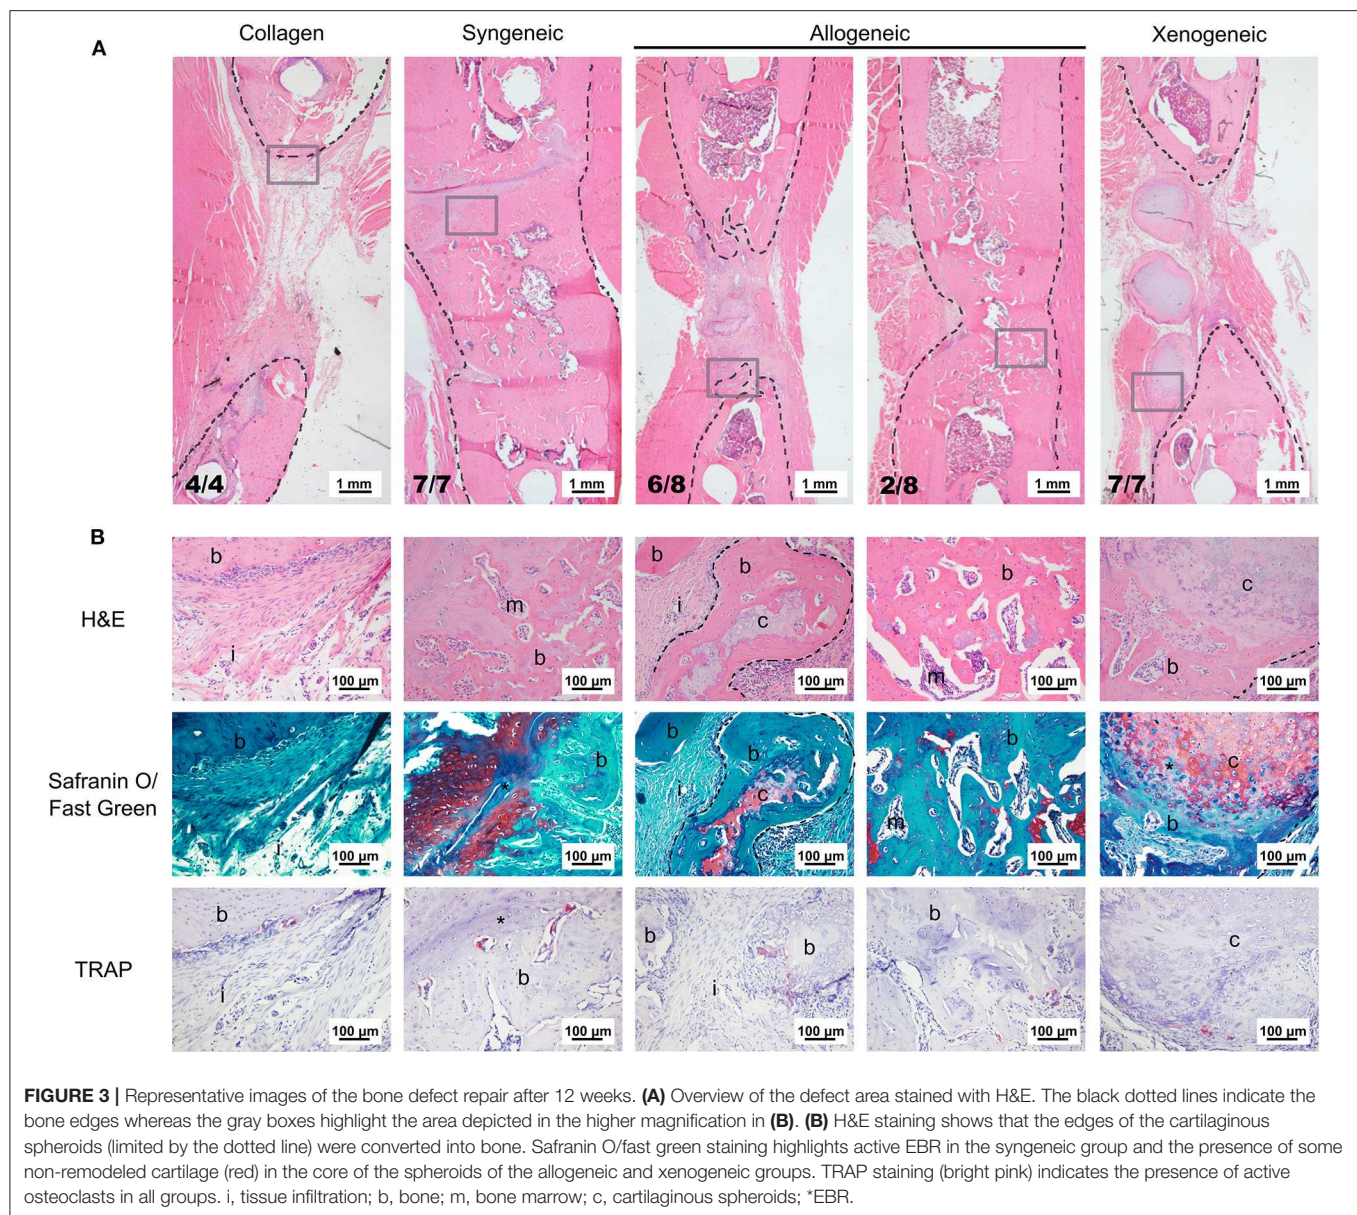 Collagen Syngeneic Allogeneic Xenogeneic
A
4/4 1 mm 7/7 1 mm 6/8 1 mm 2/8 1 mm 7/7 1 mm
B
H&E
b i 100 µm
m b 100 µm
b b i c 100 µm
b m 100 µm
c b 100 µm
Safranin O/
Fast Green
b i 100 µm
b * 100 µm
b b i c 100 µm
b m 100 µm
* c b 100 µm
TRAP
b i 100 µm
* b 100 µm
b b i 100 µm
b 100 µm
c 100 µm
FIGURE 3 | Representative images of the bone defect repair after 12 weeks. (A) Overview of the defect area stained with H&E. The black dotted lines indicate the
bone edges whereas the gray boxes highlight the area depicted in the higher magnification in (B). (B) H&E staining shows that the edges of the cartilaginous
spheroids (limited by the dotted line) were converted into bone. Safranin O/fast green staining highlights active EBR in the syngeneic group and the presence of some
non-remodeled cartilage (red) in the core of the spheroids of the allogeneic and xenogeneic groups. TRAP staining (bright pink) indicates the presence of active
osteoclasts in all groups. i, tissue infiltration; b, bone; m, bone marrow; c, cartilaginous spheroids; *EBR.